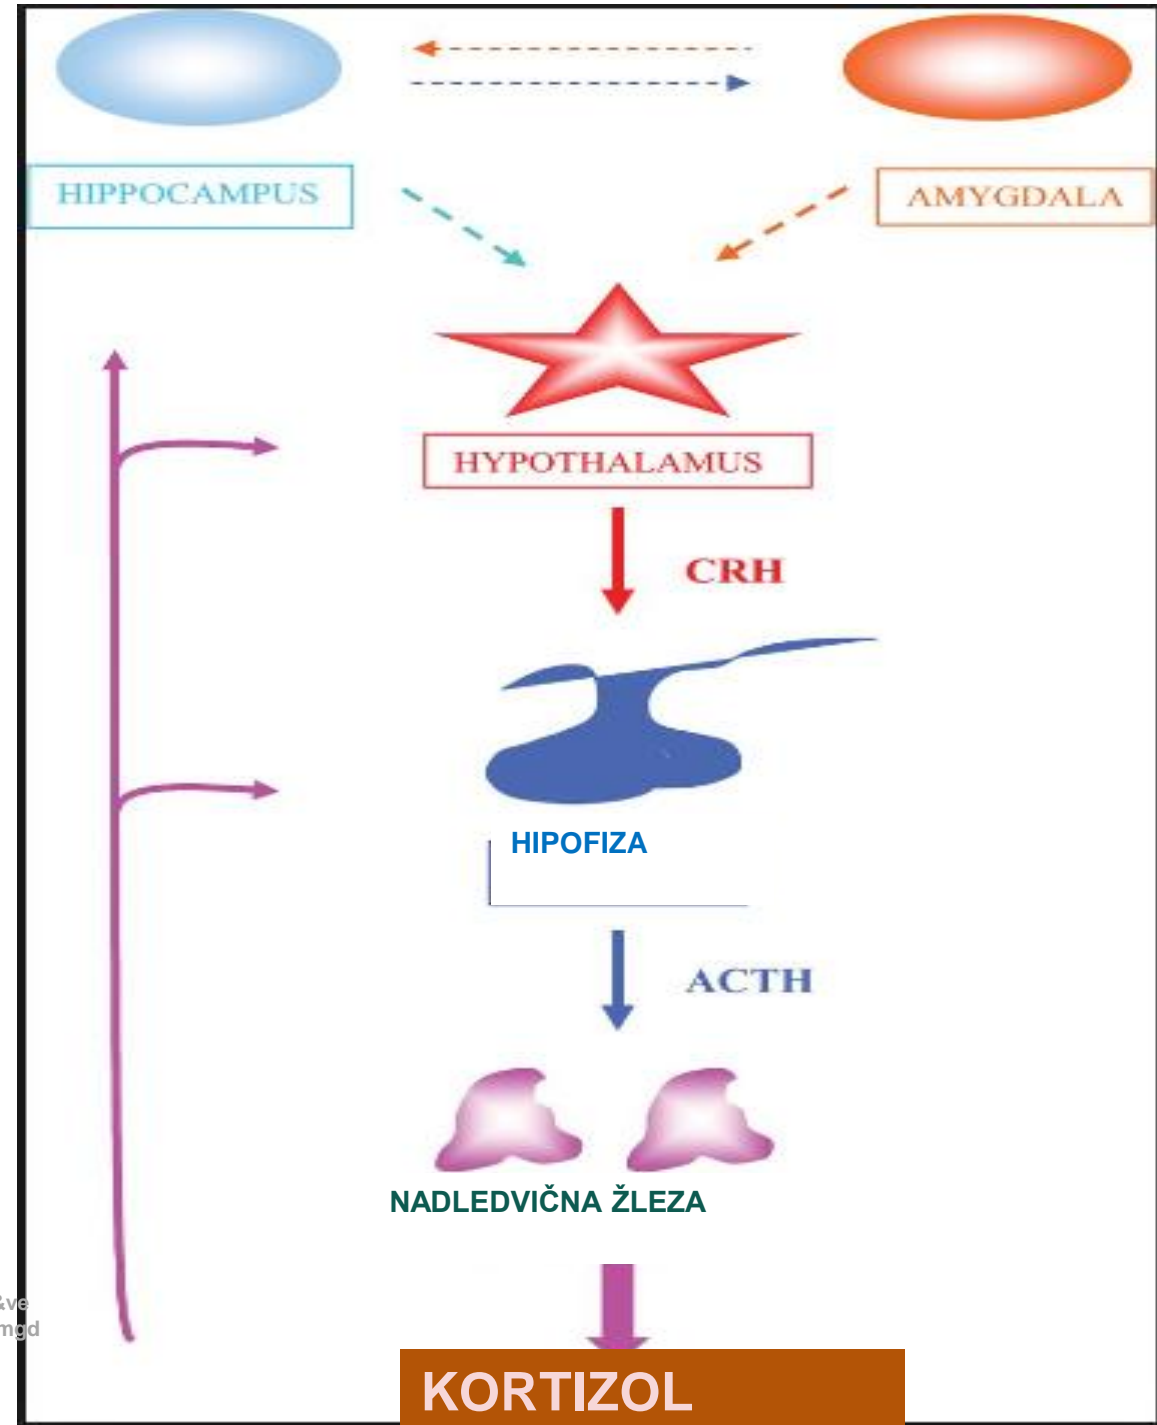 HIPPOCAMPUS
AMYGDALA
HYPOTHALAMUS
CRH
HIPOFIZA
ACTH
NADLEDVIČNA ŽLEZA
KORTIZOL